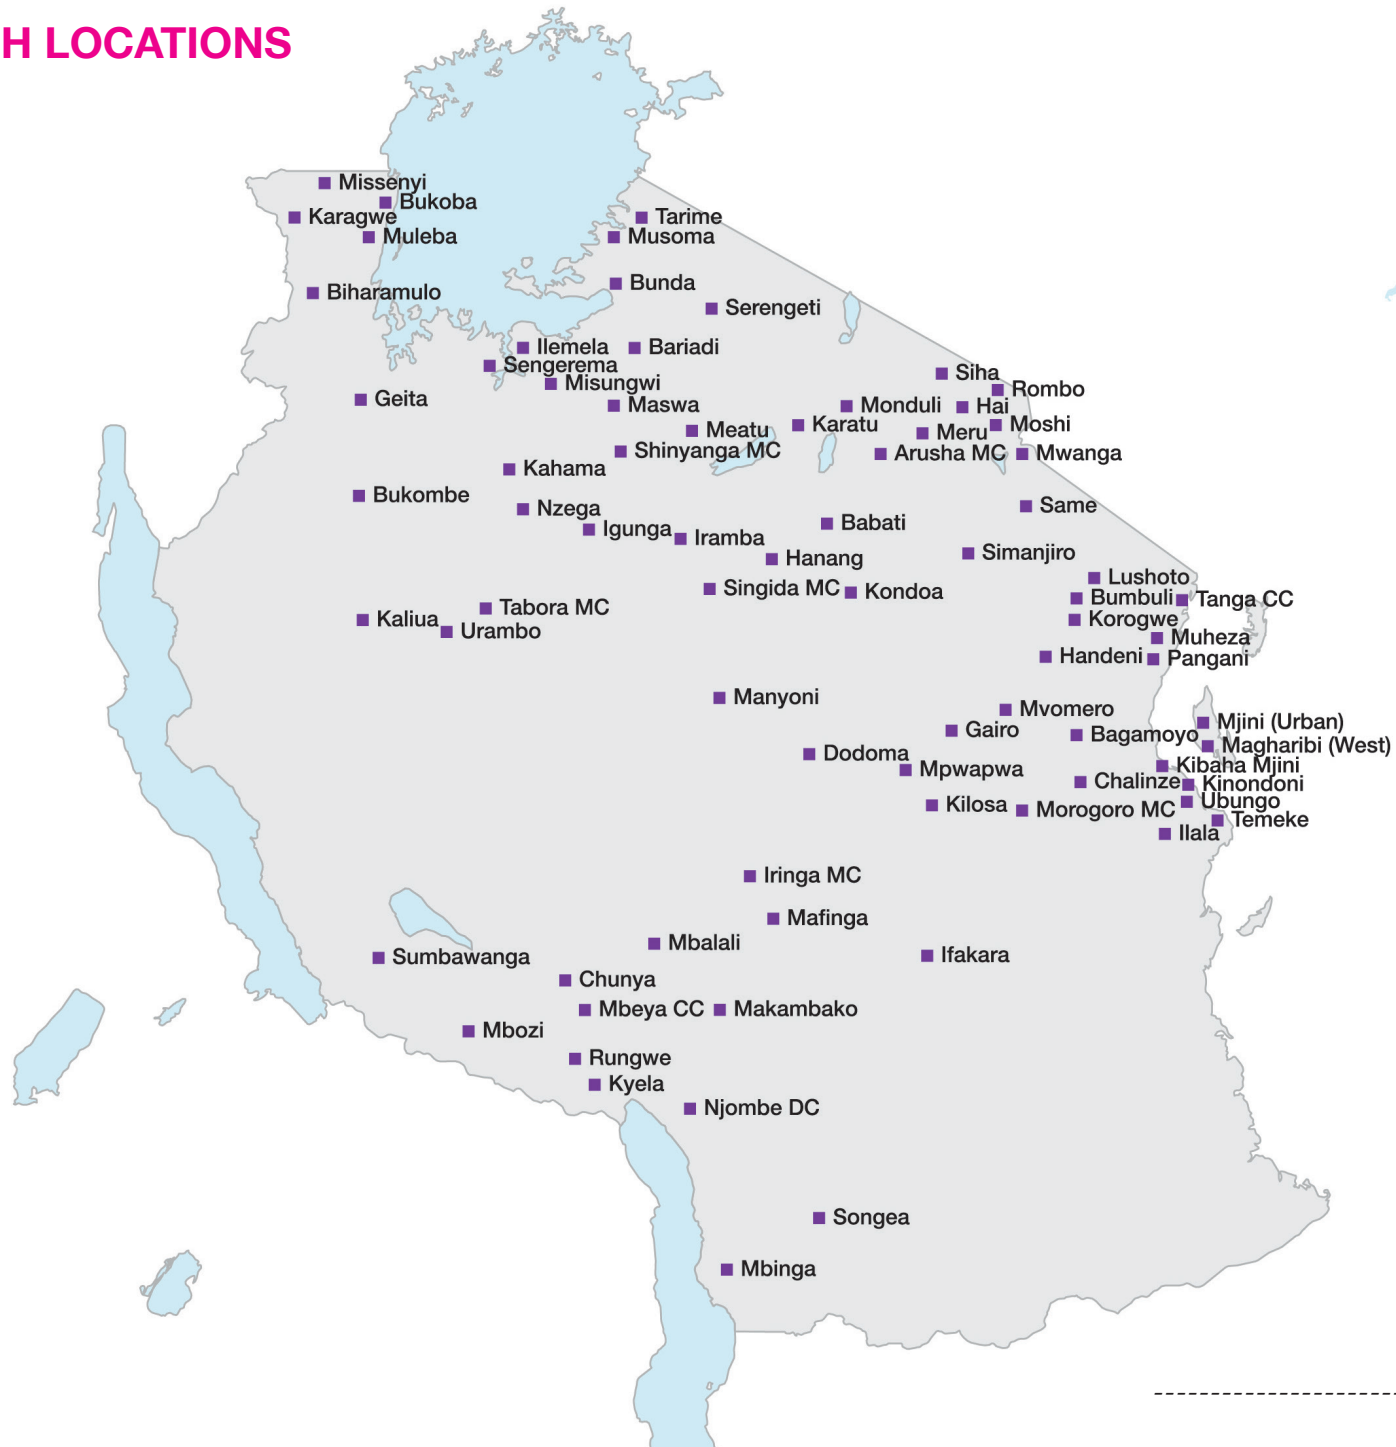 H LOCATIONS
Missenyi
Bukoba
Karagwe
Tarime
Muleba
Musoma
Bunda
Biharamulo
Serengeti
Ilemela
Bariadi
Sengerema
Siha
Misungwi
Rombo
Geita
Maswa
Monduli
Hai
Karatu
Moshi
Meatu
Meru
Shinyanga MC
Arusha MC
Mwanga
Kahama
Bukombe
Same
Nzega
Babati
Igunga
Iramba
Simanjiro
Hanang
Lushoto
Singida MC
Kondoa
Bumbuli
Tanga CC
Tabora MC
Kaliua
Korogwe
Urambo
Muheza
Handeni
Pangani
Manyoni
Mvomero
Mjini (Urban)
Gairo
Bagamoyo
Magharibi (West)
Dodoma
Kibaha Mjini
Mpwapwa
Chalinze
Kinondoni
Ubungo
Kilosa
Morogoro MC
Temeke
Ilala
Iringa MC
Mafinga
Mbalali
Ifakara
Sumbawanga
Chunya
Mbeya CC
Makambako
Mbozi
Rungwe
Kyela
Njombe DC
Songea
Mbinga